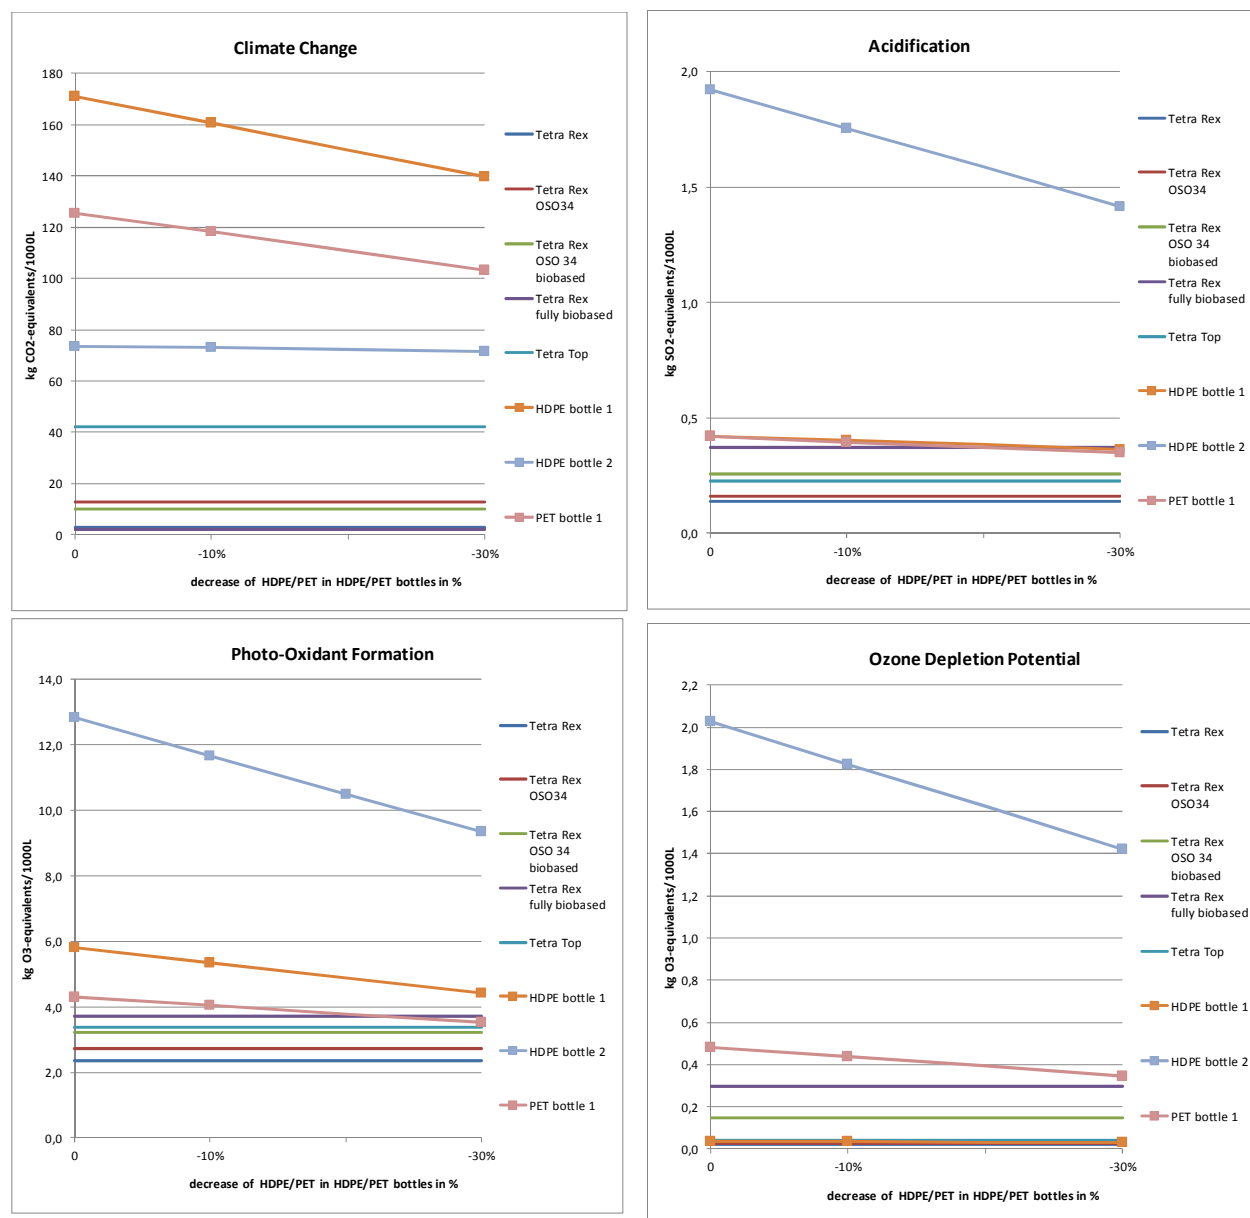 Climate Change
180
160
140
120
100
80
60
40
20
0
kg CO2-equivalents/1000L
0
-10%
-30%
decrease of HDPE/PET in HDPE/PET bottles in %
Tetra Rex
Tetra Rex
OSO34
Tetra Rex
OSO 34
biobased
Tetra Rex
fully biobased
Tetra Top
HDPE bottle 1
HDPE bottle 2
PET bottle 1
Acidification
2,0
1,5
1,0
0,5
0,0
kg SO2-equivalents/1000L
0
-10%
-30%
decrease of HDPE/PET in HDPE/PET bottles in %
Tetra Rex
Tetra Rex
OSO34
Tetra Rex
OSO 34
biobased
Tetra Rex
fully biobased
Tetra Top
HDPE bottle 1
HDPE bottle 2
PET bottle 1
Photo-Oxidant Formation
14,0
12,0
10,0
8,0
6,0
4,0
2,0
0,0
kg O3-equivalents/1000L
0
-10%
-30%
decrease of HDPE/PET in HDPE/PET bottles in %
Tetra Rex
Tetra Rex
OSO34
Tetra Rex
OSO 34
biobased
Tetra Rex
fully biobased
Tetra Top
HDPE bottle 1
HDPE bottle 2
PET bottle 1
Ozone Depletion Potential
2,2
2,0
1,8
1,6
1,4
1,2
1,0
0,8
0,6
0,4
0,2
0,0
kg O3-equivalents/1000L
0
-10%
-30%
decrease of HDPE/PET in HDPE/PET bottles in %
Tetra Rex
Tetra Rex
OSO34
Tetra Rex
OSO 34
biobased
Tetra Rex
fully biobased
Tetra Top
HDPE bottle 1
HDPE bottle 2
PET bottle 1